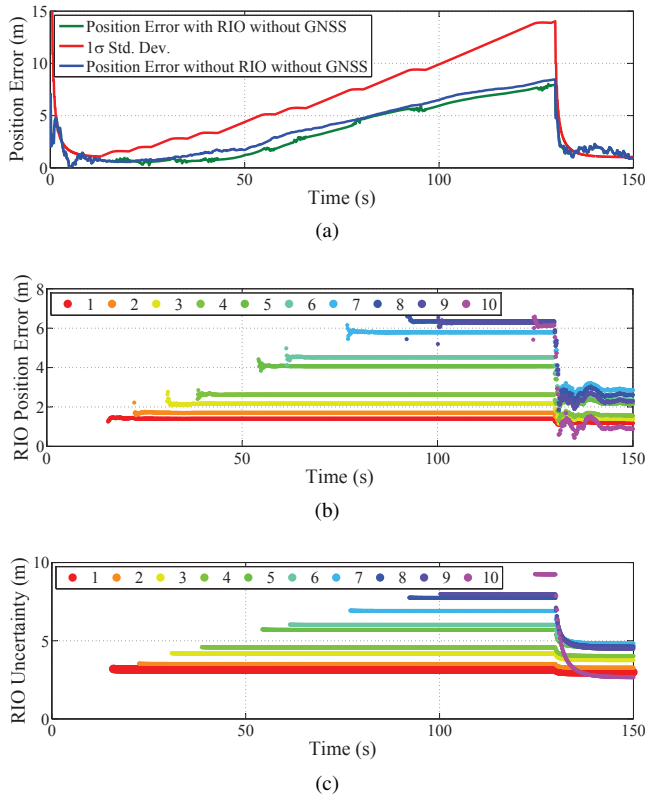 15
10
5
0
Position Error (m)
Position Error with RIO without GNSS
1σ Std. Dev.
Position Error without RIO without GNSS
0 50 100 150
Time (s)
(a)
8
6
4
2
0
RIO Position Error (m)
1 2 3 4 5 6 7 8 9 10
0 50 100 150
Time (s)
(b)
10
5
0
RIO Uncertainty (m)
1 2 3 4 5 6 7 8 9 10
0 50 100 150
Time (s)
(c)